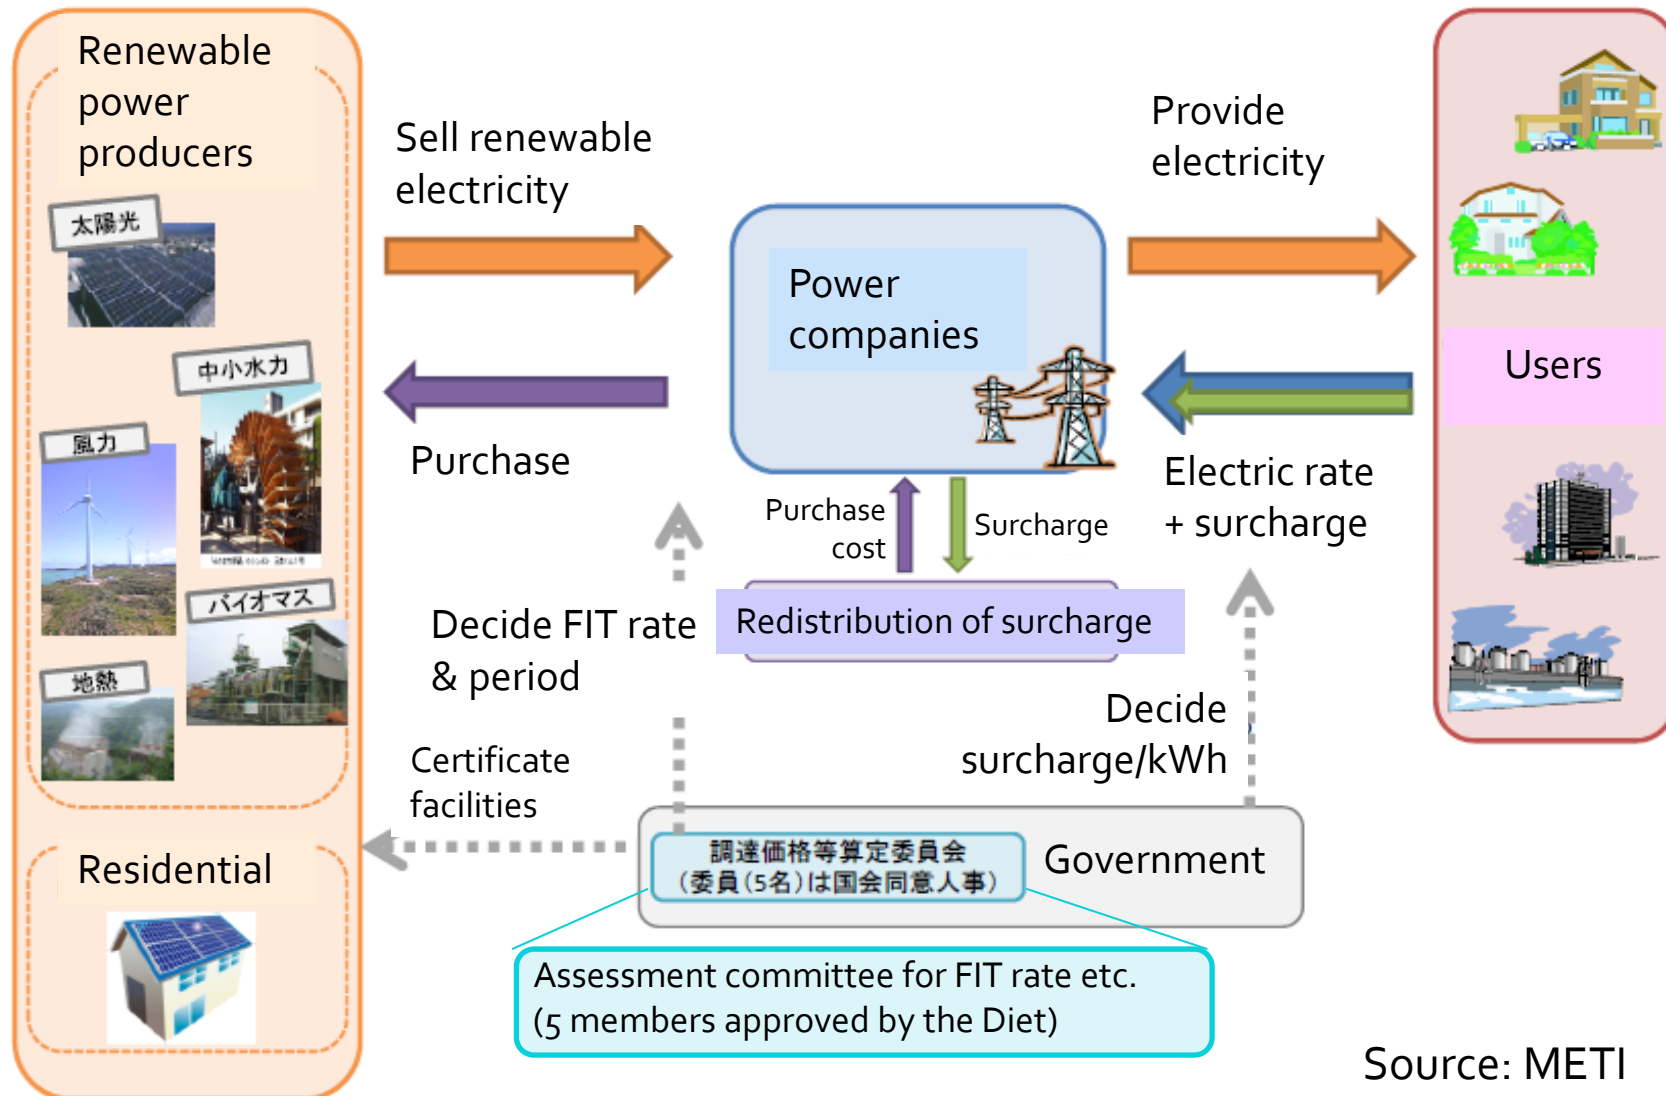 Renewable
power
producers
太陽光
中小水力
風力
バイオマス
地熱
Residential
Sell renewable
electricity
Purchase
Power
companies
Provide
electricity
Users
Electric rate
+ surcharge
Purchase
cost
Surcharge
Redistribution of surcharge
Decide FIT rate
& period
Certificate
facilities
Decide
surcharge/kWh
調達価格等算定委員会
（委員（5名）は国会同意人事）
Government
Assessment committee for FIT rate etc.
(5 members approved by the Diet)
Source: METI